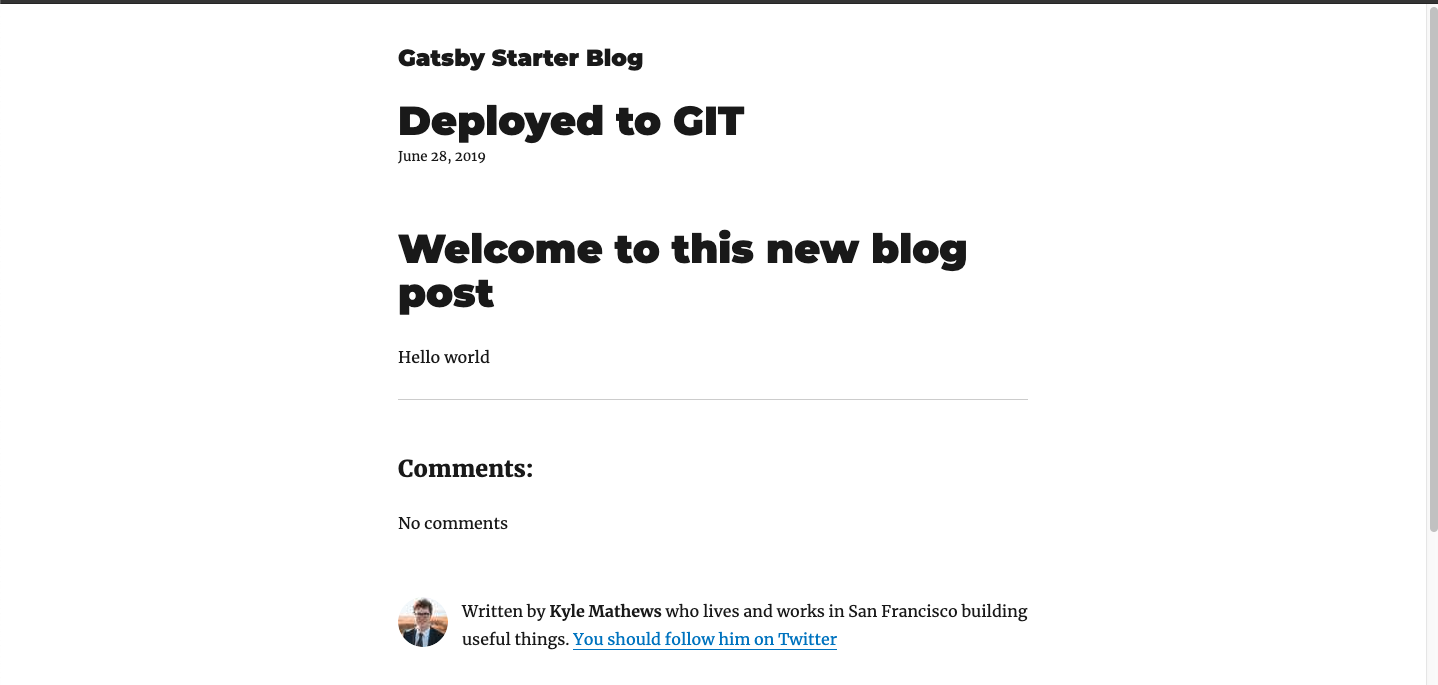 Gatsby Starter Blog
Deployed to GIT
June 28, 2019
Welcome to this new blog
post
Hello world
Comments:
No comments
Written by Kyle Mathews who lives and works in San Francisco building
useful things. You should follow him on Twitter